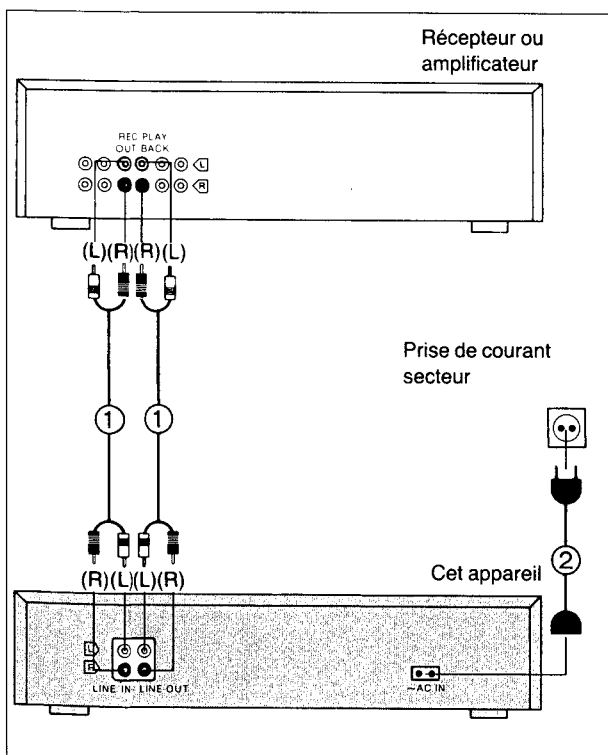 Récepteur ou
amplificateur
REC PLAY
OUT BACK
L
R
(L) (R) (R) (L)
Prise de courant
secteur
1 1
2
(R) (L) (L) (R)
Cet appareil
L
R
LINE IN LINE OUT
~AC IN